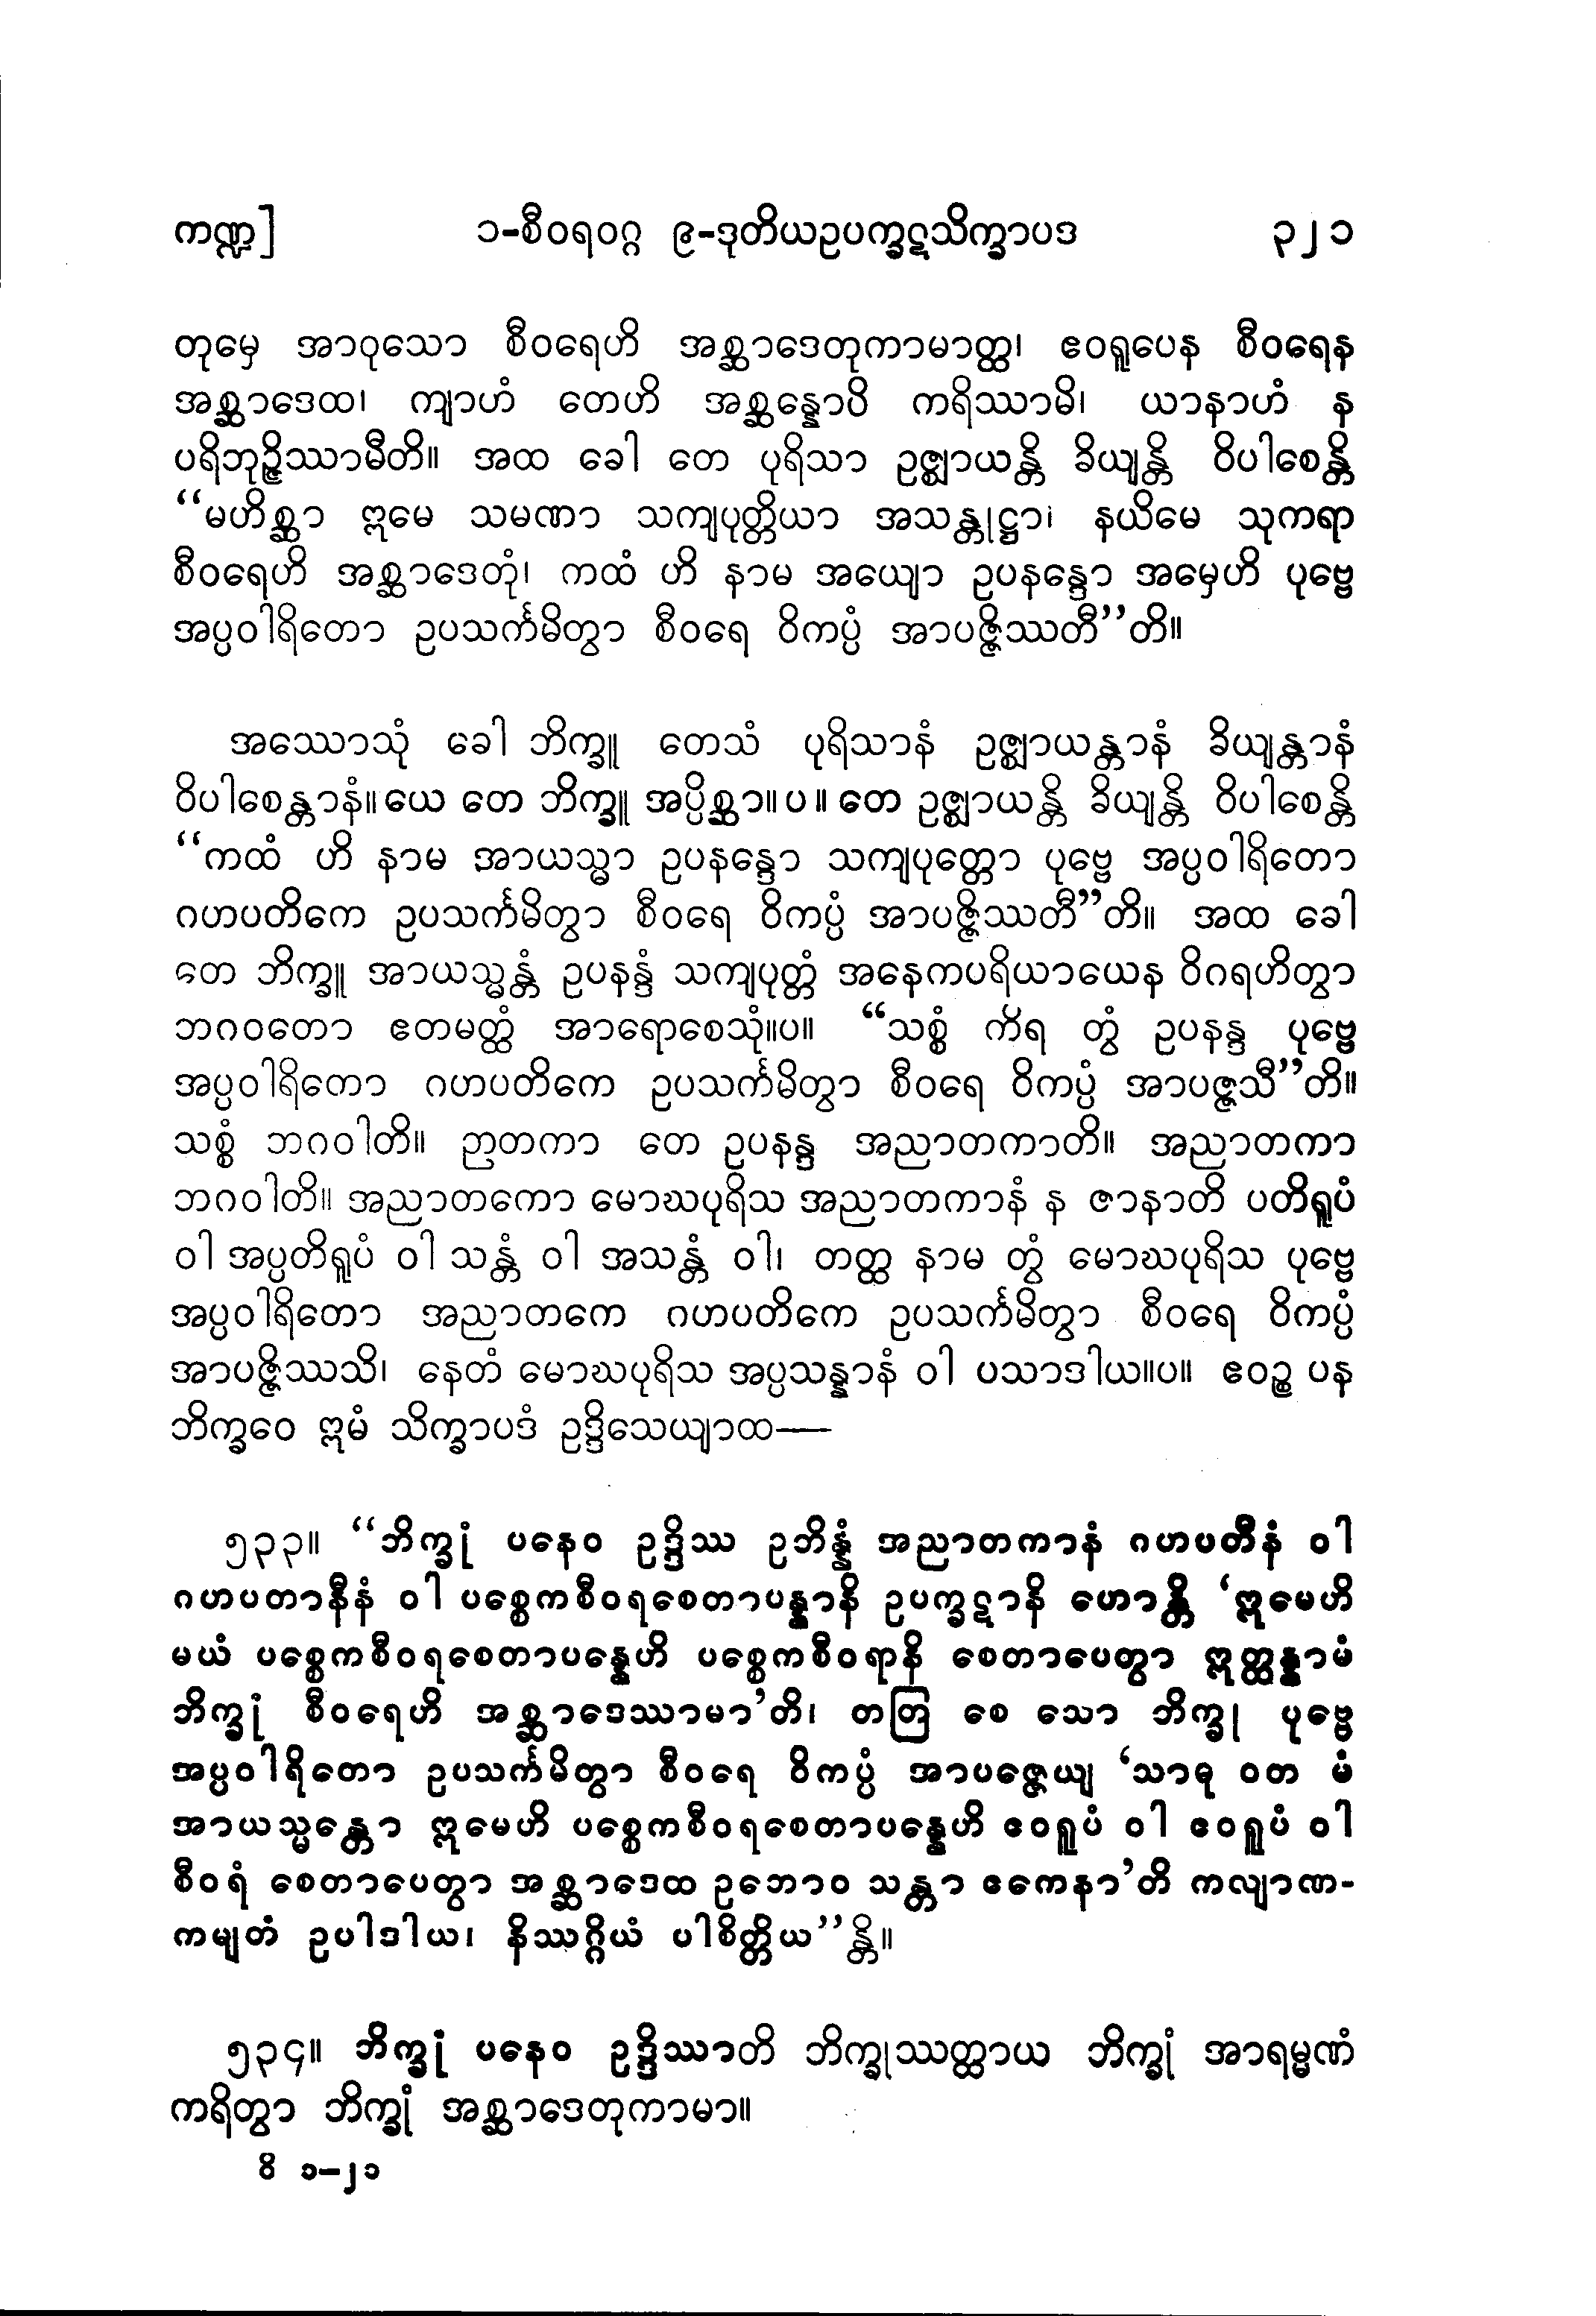 ကဏ္ဍ] ၁-စီဝရဝဂ္ဂ ၉-ဒုတိယဥပက္ခဋသိက္ခာပဒ ၃၂၁
တုမှေ အာဝုသော စီဝရေဟိ အစ္ဆာဒေတုကာမာတ္ထ၊ ဧဝရူပေန စီဝရေန
အစ္ဆာဒေထ၊ ကျာဟံ တေဟိ အစ္ဆန္နောပိ ကရိဿာမိ၊ ယာနာဟံ န
ပရိဘုဉ္ဇိဿာမီတိ။ အထ ခေါ တေ ပုရိသာ ဥဇ္ဈာယန္တိ ခိယျန္တိ ဝိပါစေန္တိ
“မဟိစ္ဆာ ဣမေ သမဏာ သကျပုတ္တိယာ အသန္တုဋ္ဌာ၊ နယိမေ သုကရာ
စီဝရေဟိ အစ္ဆာဒေတုံ၊ ကထံ ဟိ နာမ အယျော ဥပနန္ဒော အမှေဟိ ပုဗ္ဗေ
အပ္ပဝါရိတော ဥပသင်္ကမိတွာ စီဝရေ ဝိကပ္ပံ အာပဇ္ဇိဿတီ”တိ။
အဿောသုံ ခေါ ဘိက္ခူ တေသံ ပုရိသာနံ ဥဇ္ဈာယန္တာနံ ခိယျန္တာနံ
ဝိပါစေန္တာနံ။ ယေ တေ ဘိက္ခူ အပ္ပိစ္ဆာ။ ပ။ တေ ဥဇ္ဈာယန္တိ ခိယျန္တိ ဝိပါစေန္တိ
“ကထံ ဟိ နာမ အာယသ္မာ ဥပနန္ဒော သကျပုတ္တော ပုဗ္ဗေ အပ္ပဝါရိတော
ဂဟပတိကေ ဥပသင်္ကမိတွာ စီဝရေ ဝိကပ္ပံ အာပဇ္ဇိဿတီ”တိ။ အထ ခေါ
တေ ဘိက္ခူ အာယသ္မန္တံ ဥပနန္ဒံ သကျပုတ္တံ အနေကပရိယာယေန ဝိဂရဟိတွာ
ဘဂဝတော ဧတမတ္ထံ အာရောစေသုံ။ပ။ “သစ္စံ ကိရ တွံ ဥပနန္ဒ ပုဗ္ဗေ
အပ္ပဝါရိတော ဂဟပတိကေ ဥပသင်္ကမိတွာ စီဝရေ ဝိကပ္ပံ အာပဇ္ဇသီ”တိ။
သစ္စံ ဘဂဝါတိ။ ဉာတကာ တေ ဥပနန္ဒ အညာတကာတိ။ အညာတကာ
ဘဂဝါတိ။ အညာတကော မောဃပုရိသ အညာတကာနံ န ဇာနာတိ ပတိရူပံ
ဝါ အပ္ပတိရူပံ ဝါ သန္တံ ဝါ အသန္တံ ဝါ၊ တတ္ထ နာမ တွံ မောဃပုရိသ ပုဗ္ဗေ
အပ္ပဝါရိတော အညာတကေ ဂဟပတိကေ ဥပသင်္ကမိတွာ စီဝရေ ဝိကပ္ပံ
အာပဇ္ဇိဿသိ၊ နေတံ မောဃပုရိသ အပ္ပသန္နာနံ ဝါ ပသာဒါယ။ပ။ ဧဝဉ္စ ပန
ဘိက္ခဝေ ဣမံ သိက္ခာပဒံ ဥဒ္ဒိသေယျာထ—
၅၃၃။ “ဘိက္ခုံ ပနေဝ ဥဒ္ဒိဿ ဥဘိန္နံ အညာတကာနံ ဂဟပတီနံ ဝါ
ဂဟပတာနီနံ ဝါ ပစ္စေကစီဝရစေတာပန္နာနိ ဥပက္ခဋာနိ ဟောန္တိ ‘ဣမေဟိ
မယံ ပစ္စေကစီဝရစေတာပန္နေဟိ ပစ္စေကစီဝရာနိ စေတာပေတွာ ဣတ္ထန္နာမံ
ဘိက္ခုံ စီဝရေဟိ အစ္ဆာဒေဿာမာ’တိ၊ တတြ စေ သော ဘိက္ခု ပုဗ္ဗေ
အပ္ပဝါရိတော ဥပသင်္ကမိတွာ စီဝရေ ဝိကပ္ပံ အာပဇ္ဇေယျ ‘သာဓု ဝတ မံ
အာယသ္မန္တော ဣမေဟိ ပစ္စေကစီဝရစေတာပန္နေဟိ ဧဝရူပံ ဝါ ဧဝရူပံ ဝါ
စီဝရံ စေတာပေတွာ အစ္ဆာဒေထ ဥဘောဝ သန္တာ ဧကေနာ’တိ ကလျာဏ-
ကမျတံ ဥပါဒါယ၊ နိဿဂ္ဂိယံ ပါစိတ္တိယ”န္တိ။
၅၃၄။ ဘိက္ခုံ ပနေဝ ဥဒ္ဒိဿာတိ ဘိက္ခုဿတ္ထာယ ဘိက္ခုံ အာရမ္မဏံ
ကရိတွာ ဘိက္ခုံ အစ္ဆာဒေတုကာမာ။
ဝိ ၁–၂၁